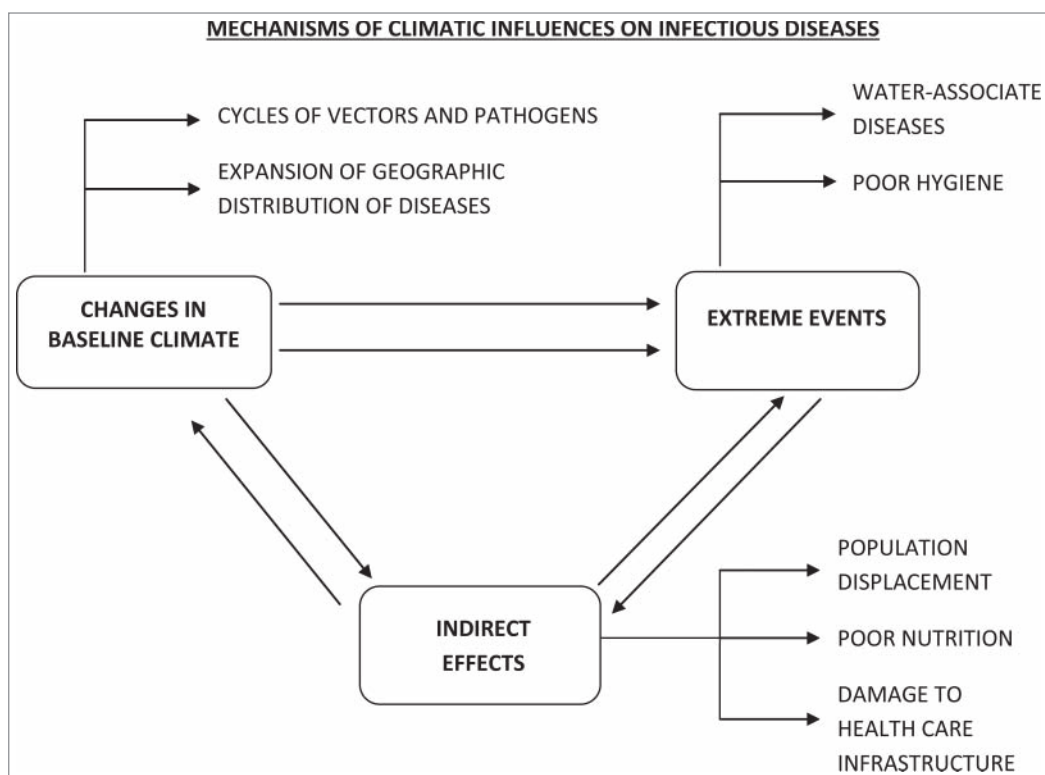 MECHANISMS OF CLIMATIC INFLUENCES ON INFECTIOUS DISEASES
CYCLES OF VECTORS AND PATHOGENS
EXPANSION OF GEOGRAPHIC
DISTRIBUTION OF DISEASES
WATER-ASSOCIATE
DISEASES
POOR HYGIENE
CHANGES IN
BASELINE CLIMATE
EXTREME EVENTS
INDIRECT
EFFECTS
POPULATION
DISPLACEMENT
POOR NUTRITION
DAMAGE TO
HEALTH CARE
INFRASTRUCTURE